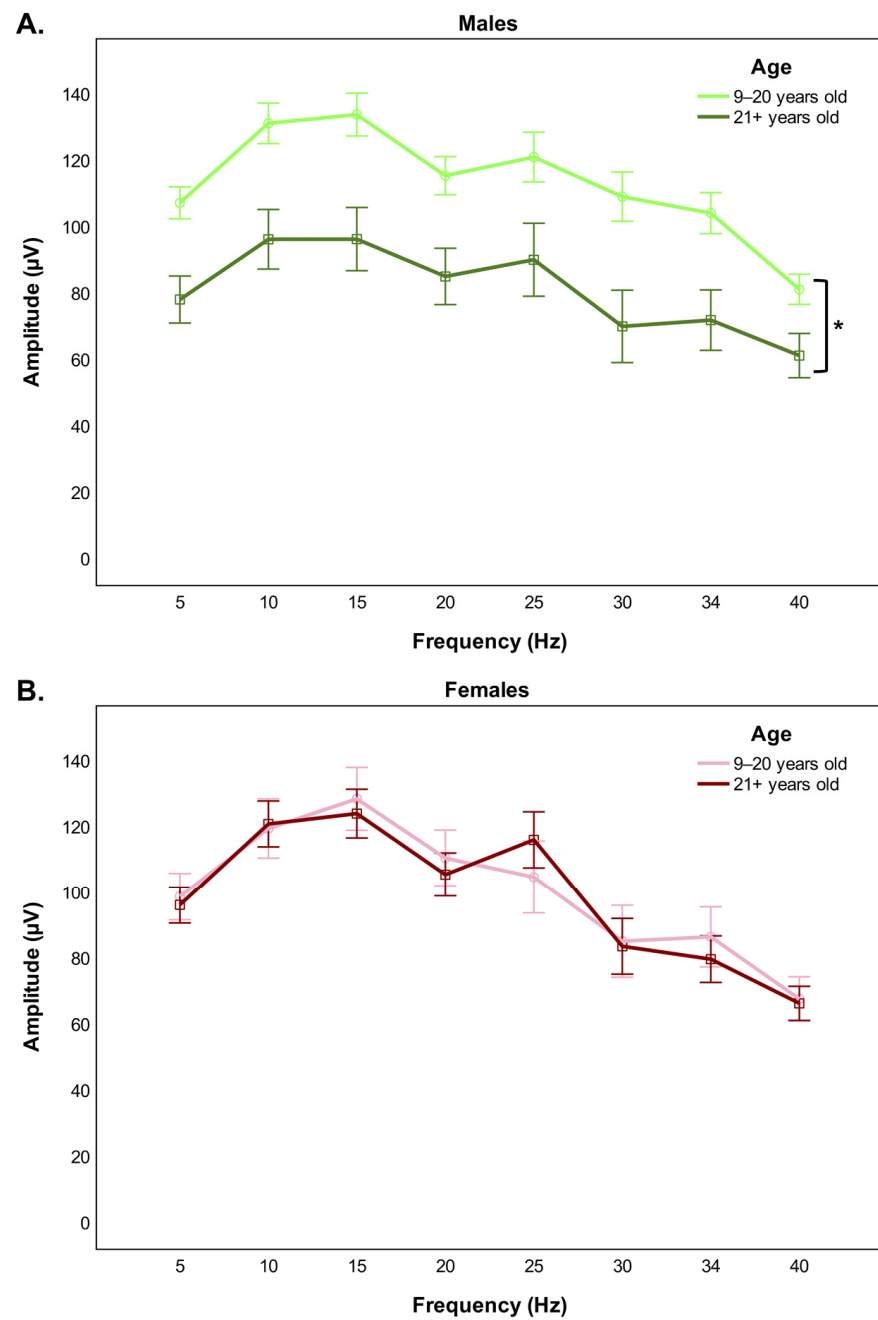 A.
Males
Age
9–20 years old
21+ years old
140
120
100
80
60
40
20
0
Amplitude (µV)
*
5 10 15 20 25 30 34 40
Frequency (Hz)
B.
Females
Age
9–20 years old
21+ years old
140
120
100
80
60
40
20
0
Amplitude (µV)
5 10 15 20 25 30 34 40
Frequency (Hz)